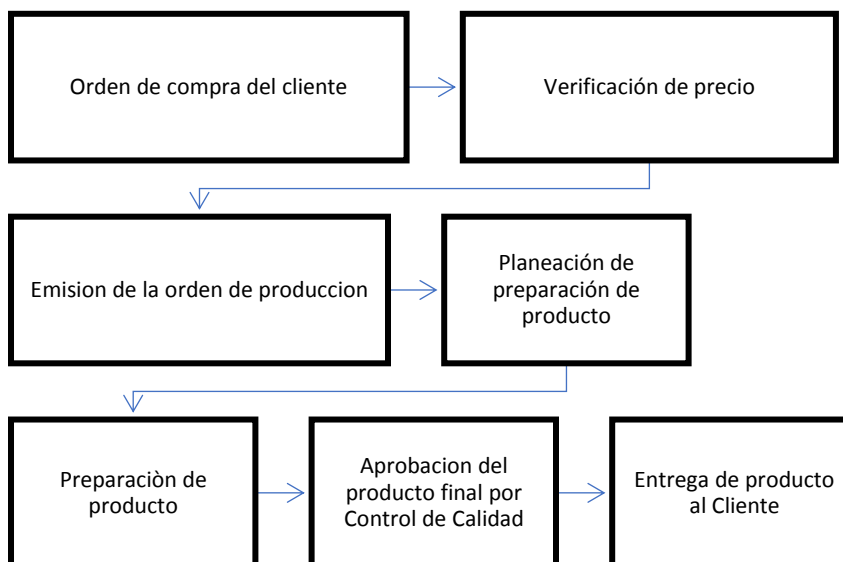 Orden de compra del cliente
Verificación de precio
Emision de la orden de produccion
Planeación de
preparación de
producto
Preparaciòn de
producto
Aprobacion del
producto final por
Control de Calidad
Entrega de producto
al Cliente